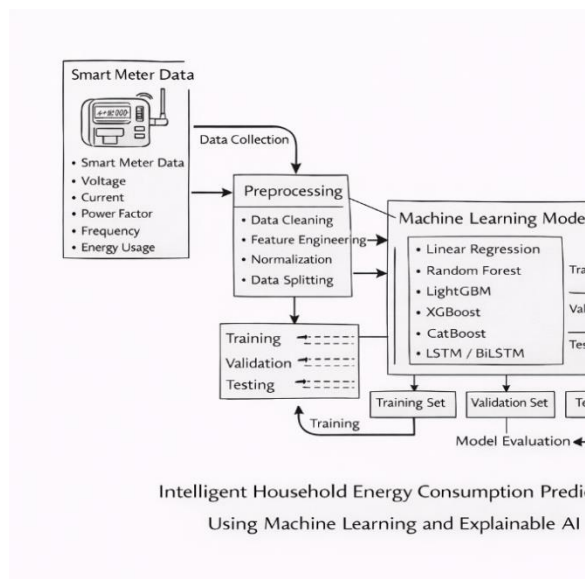 Smart Meter Data
Data Collection
• Smart Meter Data
• Voltage
• Current
• Power Factor
• Frequency
• Energy Usage
Preprocessing
• Data Cleaning
• Feature Engineering
• Normalization
• Data Splitting
Machine Learning Mode
• Linear Regression
• Random Forest
• LightGBM
• XGBoost
• CatBoost
• LSTM / BiLSTM
Tra
Val
Tes
Training
Validation
Testing
Training Set
Validation Set
Te
Training
Model Evaluation
Intelligent Household Energy Consumption Predi
Using Machine Learning and Explainable AI